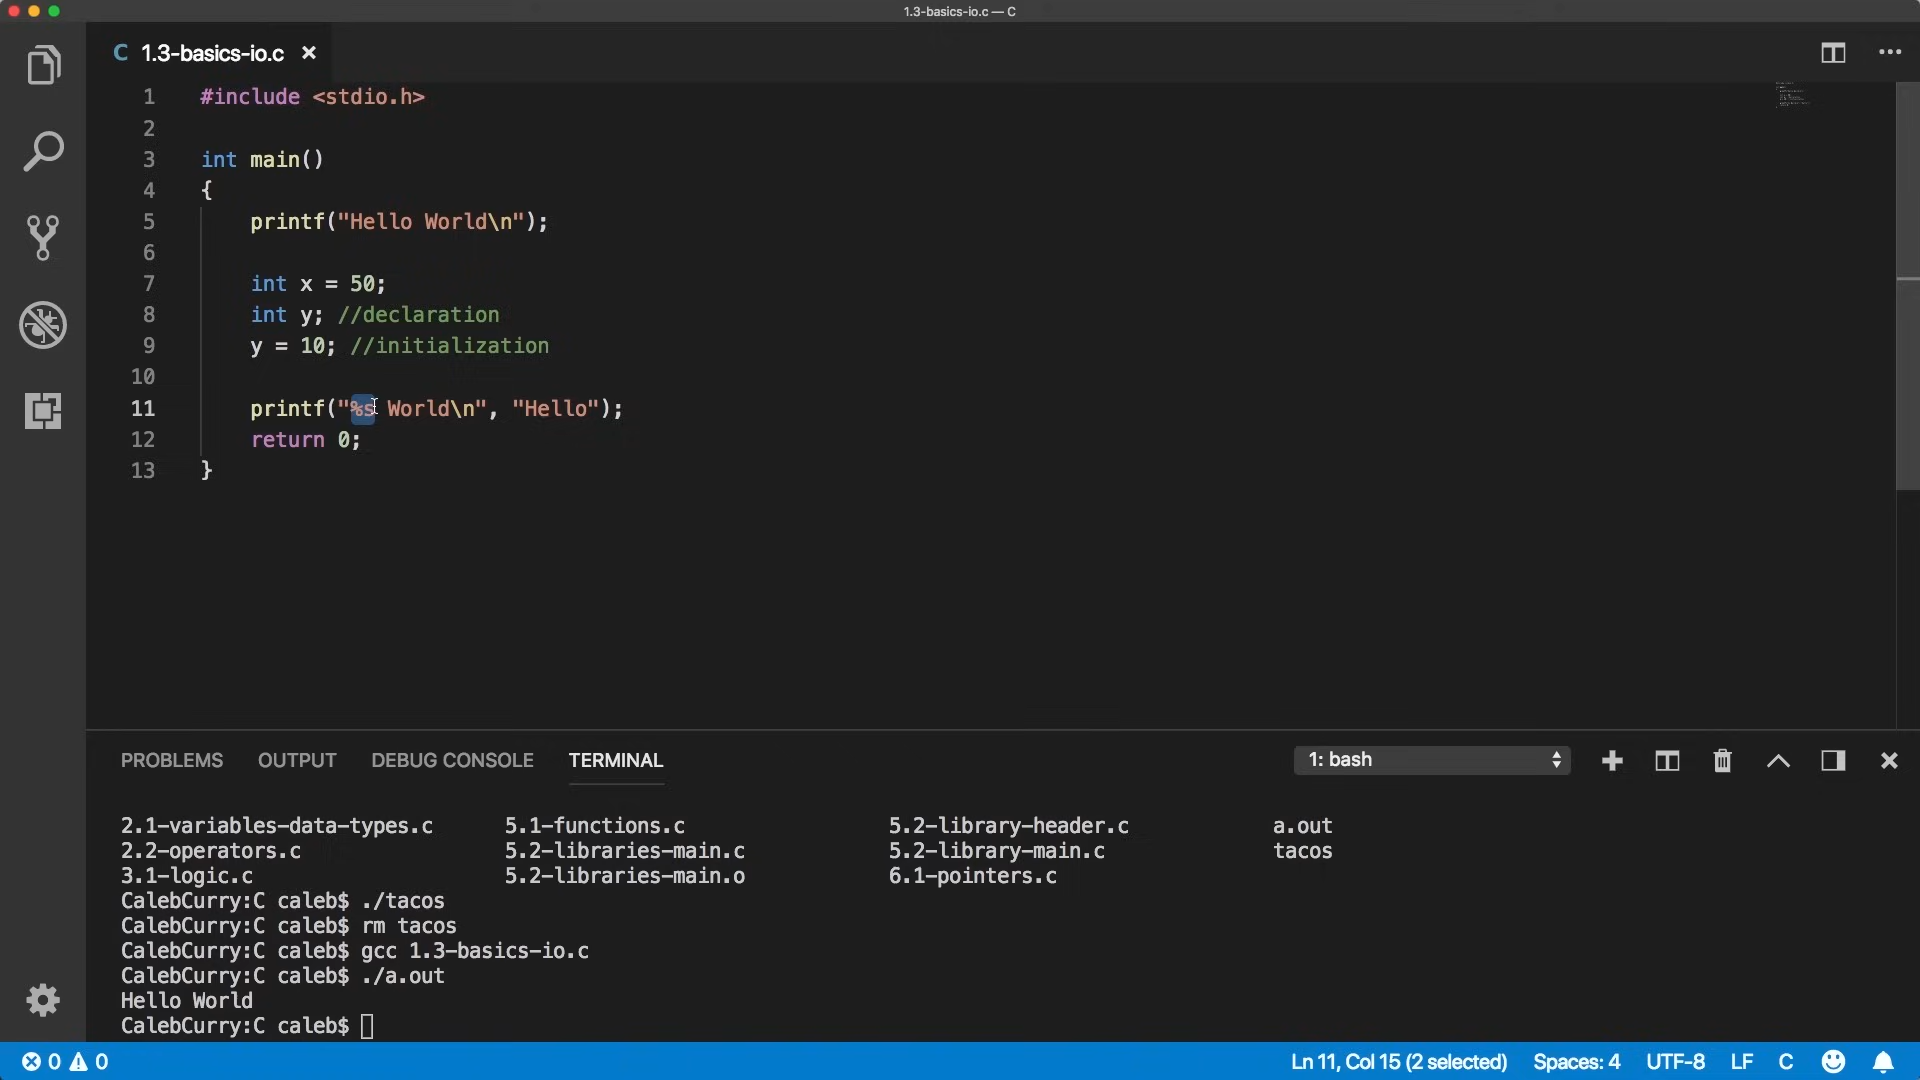 1.3-basics-io.c — C
C 1.3-basics-io.c ×
1 #include <stdio.h>
2
3 int main()
4 {
5     printf("Hello World\n");
6
7     int x = 50;
8     int y; //declaration
9     y = 10; //initialization
10
11     printf("%s World\n", "Hello");
12     return 0;
13 }
PROBLEMS OUTPUT DEBUG CONSOLE TERMINAL 1: bash
2.1-variables-data-types.c 5.1-functions.c 5.2-library-header.c a.out
2.2-operators.c 5.2-libraries-main.c 5.2-library-main.c tacos
3.1-logic.c 5.2-libraries-main.o 6.1-pointers.c
CalebCurry:C caleb$ ./tacos
CalebCurry:C caleb$ rm tacos
CalebCurry:C caleb$ gcc 1.3-basics-io.c
CalebCurry:C caleb$ ./a.out
Hello World
CalebCurry:C caleb$
0 0 Ln 11, Col 15 (2 selected) Spaces: 4 UTF-8 LF C